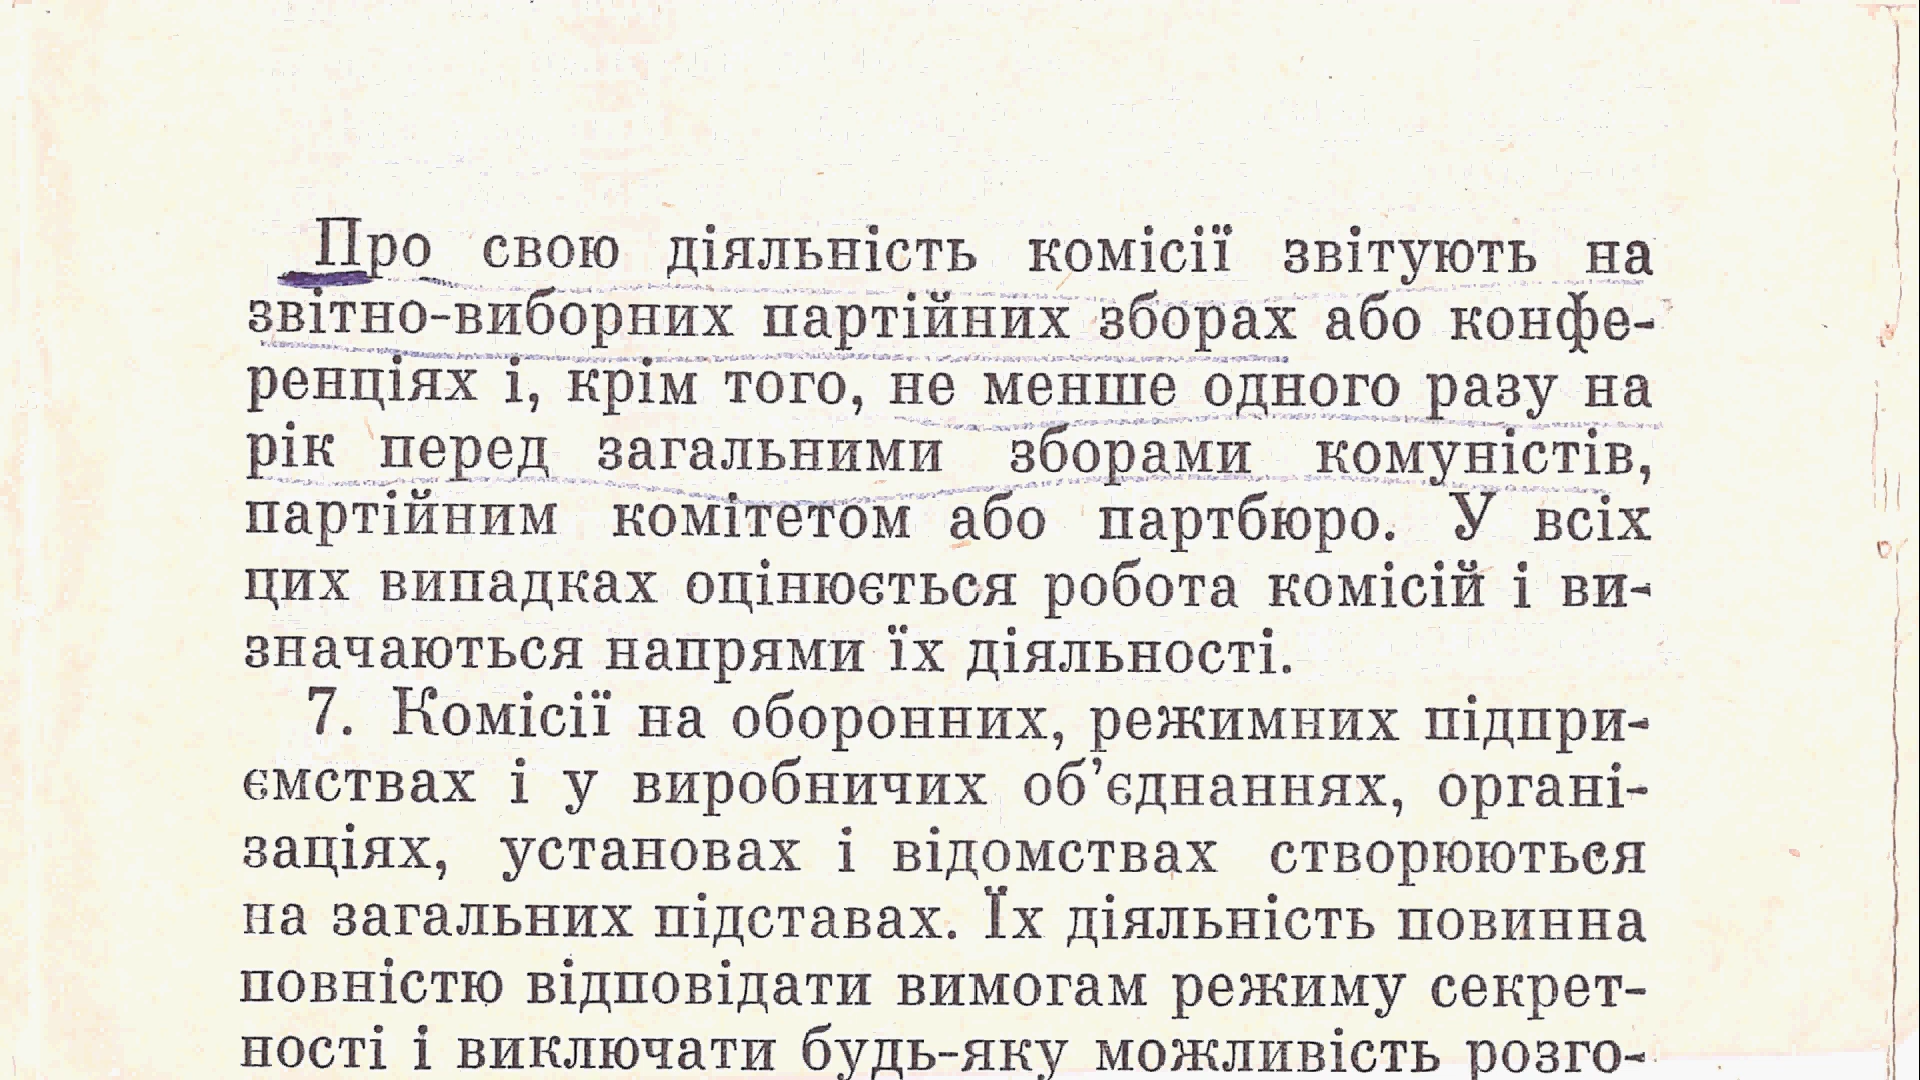 Про свою діяльність комісії звітують на
звітно-виборних партійних зборах або конфе-
ренціях і, крім того, не менше одного разу на
рік перед загальними зборами комуністів,
партійним комітетом або партбюро. У всіх
цих випадках оцінюється робота комісій і ви-
значаються напрями їх діяльності.
7. Комісії на оборонних, режимних підпри-
ємствах і у виробничих об’єднаннях, органі-
заціях, установах і відомствах створюються
на загальних підставах. Їх діяльність повинна
повністю відповідати вимогам режиму секрет-
ності і виключати будь-яку можливість розго-